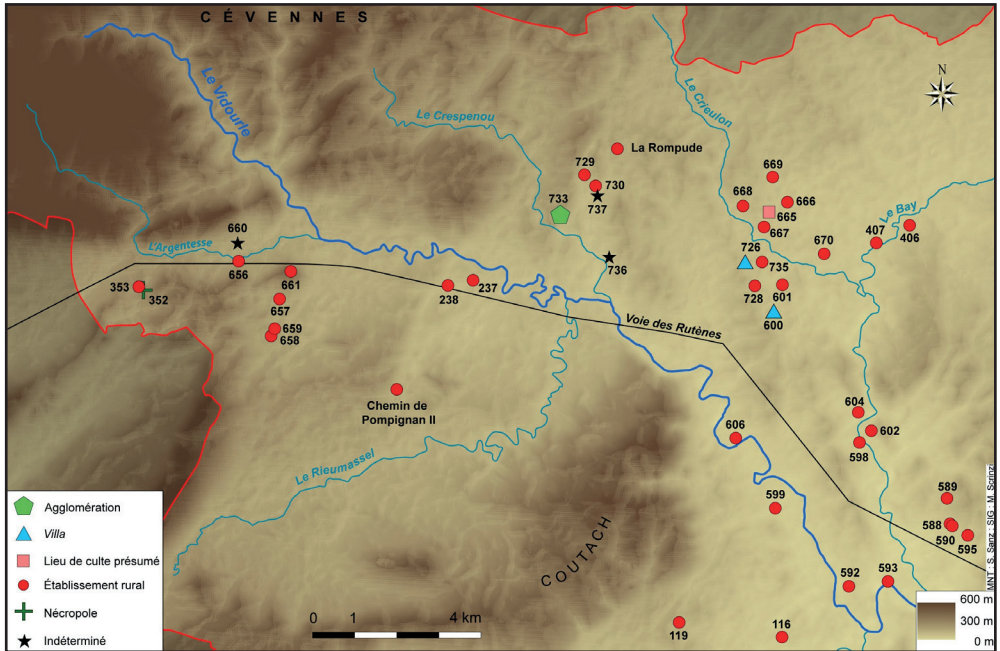 CÉVENNES
N
Le Vidourle
Le Crespenou
Le Crieulon
La Rompude
729
669
730
733
737
668
666
665
667
Le Bay
407
406
660
L'Argentesse
726
670
736
656
735
661
353
352
238
237
728
601
657
600
Voie des Rutènes
659
658
Chemin de
Pompignan II
604
602
606
598
Le Rieumassel
589
599
588
590
595
COUTACH
592
593
119
116
Agglomération
Villa
Lieu de culte présumé
Établissement rural
Nécropole
Indéterminé
0 1 4 km
600 m
300 m
0 m
MNT : S. Sanz ; SIG : M. Scrinzi